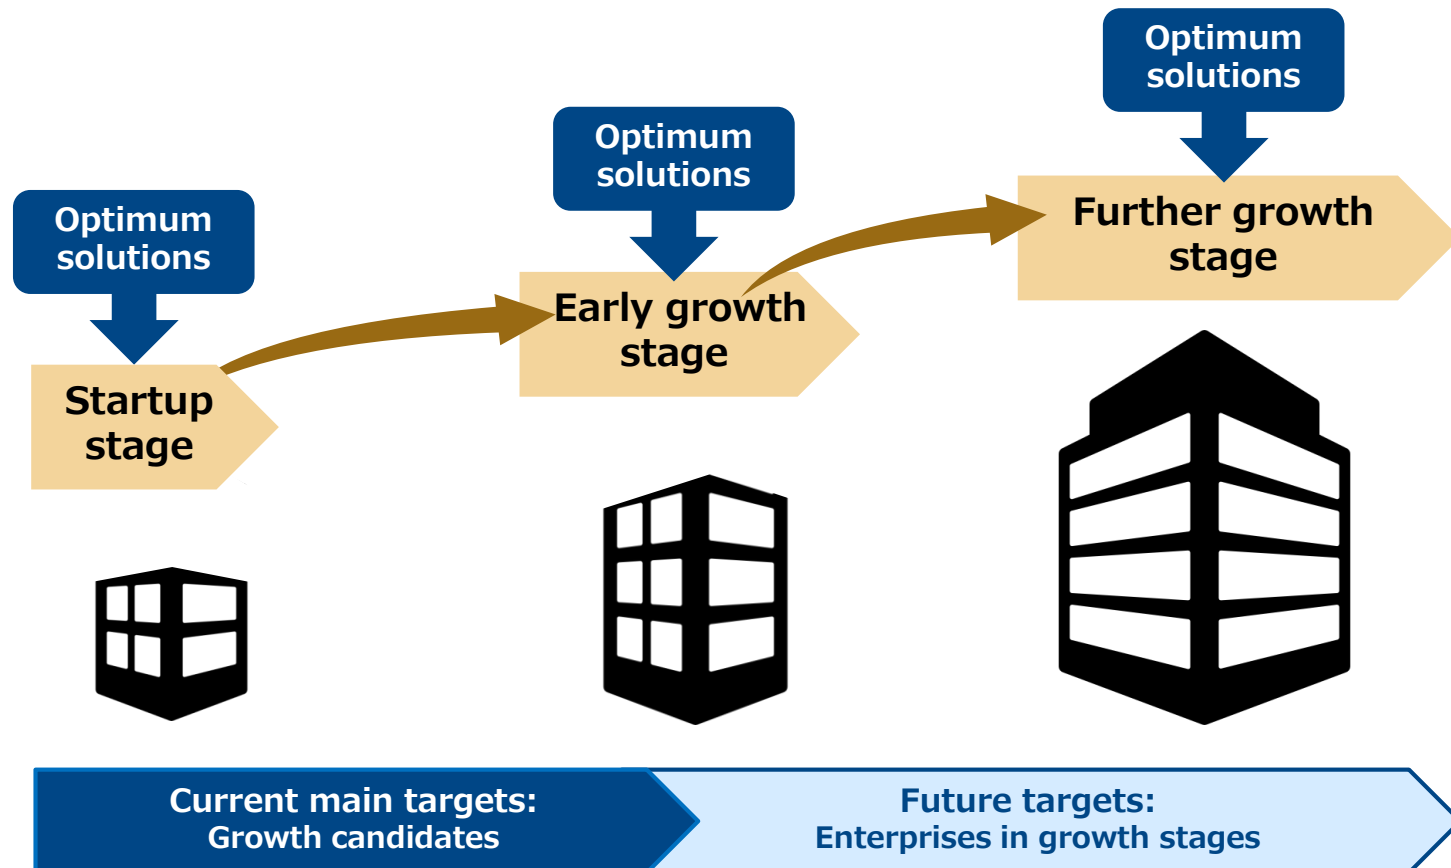 Optimum
solutions
Optimum
solutions
Optimum
solutions
Startup
stage
Early growth
stage
Further growth
stage
Current main targets:
Growth candidates
Future targets:
Enterprises in growth stages